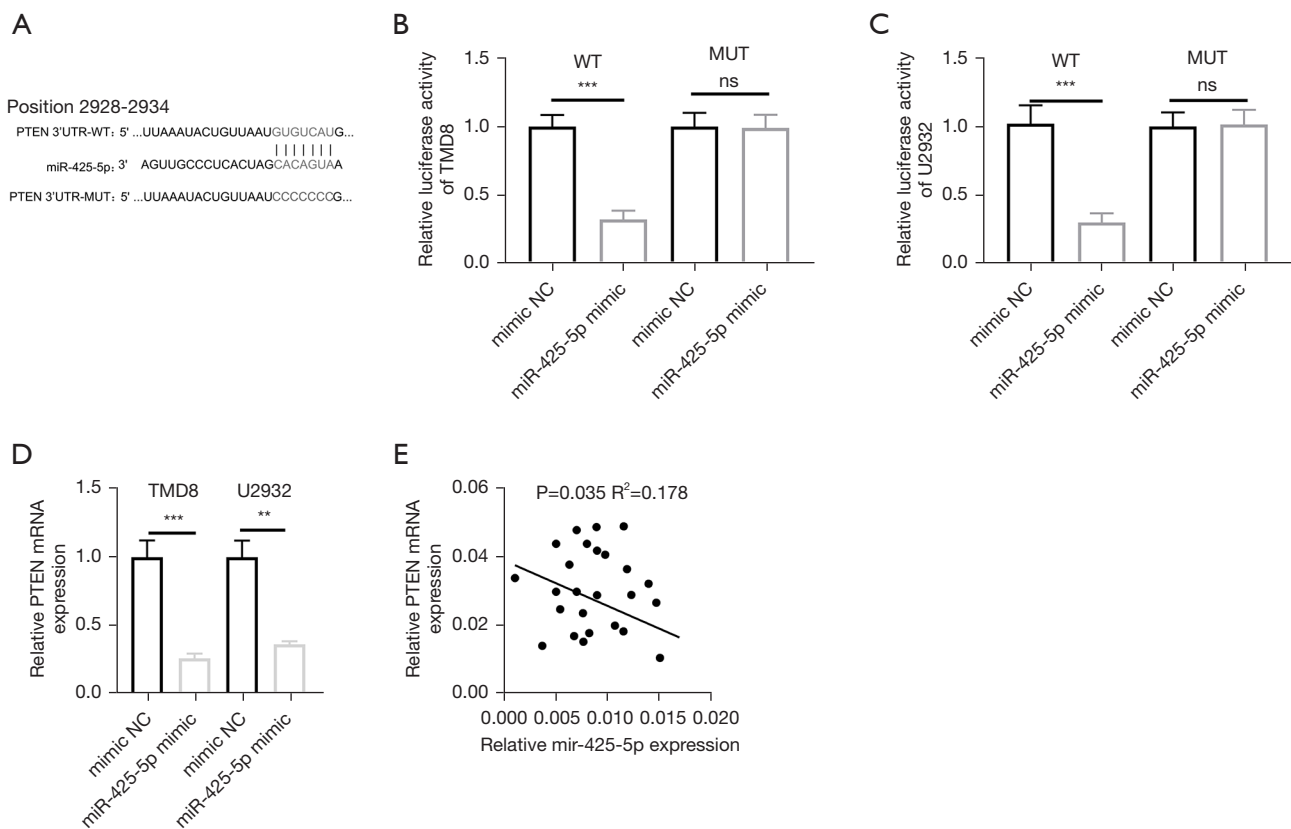 A
Position 2928-2934
PTEN 3'UTR-WT: 5' ...UUAAAUACUGUUAAUGUGUCAUG...
miR-425-5p: 3' AGUUGCCCUCACUAGCACAGUAA
PTEN 3'UTR-MUT: 5' ...UUAAAUACUGUUAAUCCCCCCCG...
B
Relative luciferase activity
of TMD8
1.5
1.0
0.5
0.0
WT
***
MUT
ns
mimic NC
miR-425-5p mimic
mimic NC
miR-425-5p mimic
C
Relative luciferase activity
of U2932
1.5
1.0
0.5
0.0
WT
***
MUT
ns
mimic NC
miR-425-5p mimic
mimic NC
miR-425-5p mimic
D
Relative PTEN mRNA
expression
1.5
1.0
0.5
0.0
TMD8
***
U2932
**
mimic NC
miR-425-5p mimic
mimic NC
miR-425-5p mimic
E
Relative PTEN mRNA
expression
0.06
0.04
0.02
0.00
P=0.035 R²=0.178
0.000 0.005 0.010 0.015 0.020
Relative mir-425-5p expression